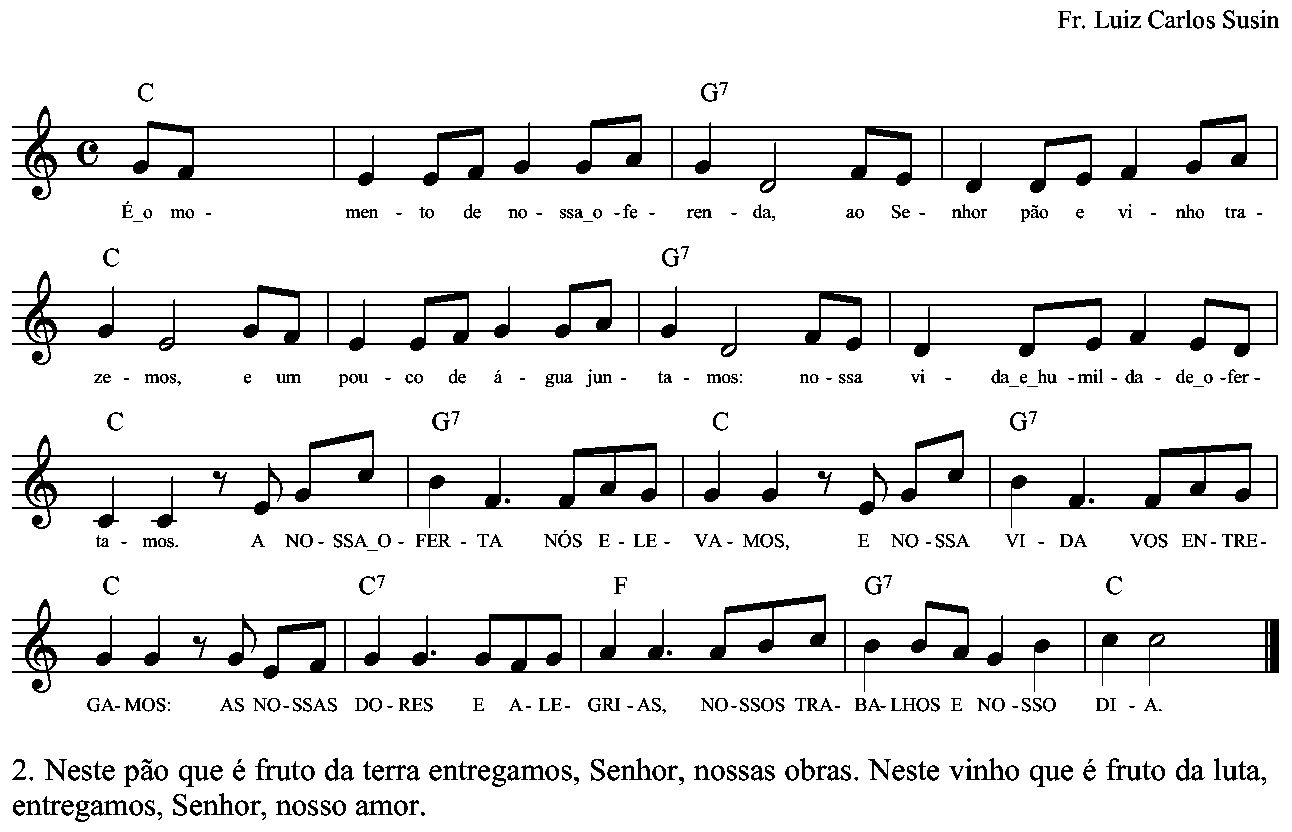 Fr. Luiz Carlos Susin
C G7
É_o mo- men - to de no - ssa_o -fe- ren - da, ao Se- nhor pão e vi - nho tra-
C G7
ze - mos, e um pou - co de á - gua jun- ta - mos: no - ssa vi - da_e_hu -mil - da - de_o -fer-
C G7 C G7
ta - mos. A NO - SSA_O - FER - TA NÓS E - LE - VA - MOS, E NO - SSA VI - DA VOS EN - TRE-
C C7 F G7 C
GA - MOS: AS NO - SSAS DO - RES E A - LE- GRI - AS, NO - SSOS TRA- BA - LHOS E NO - SSO DI - A.
2. Neste pão que é fruto da terra entregamos, Senhor, nossas obras. Neste vinho que é fruto da luta,
entregamos, Senhor, nosso amor.